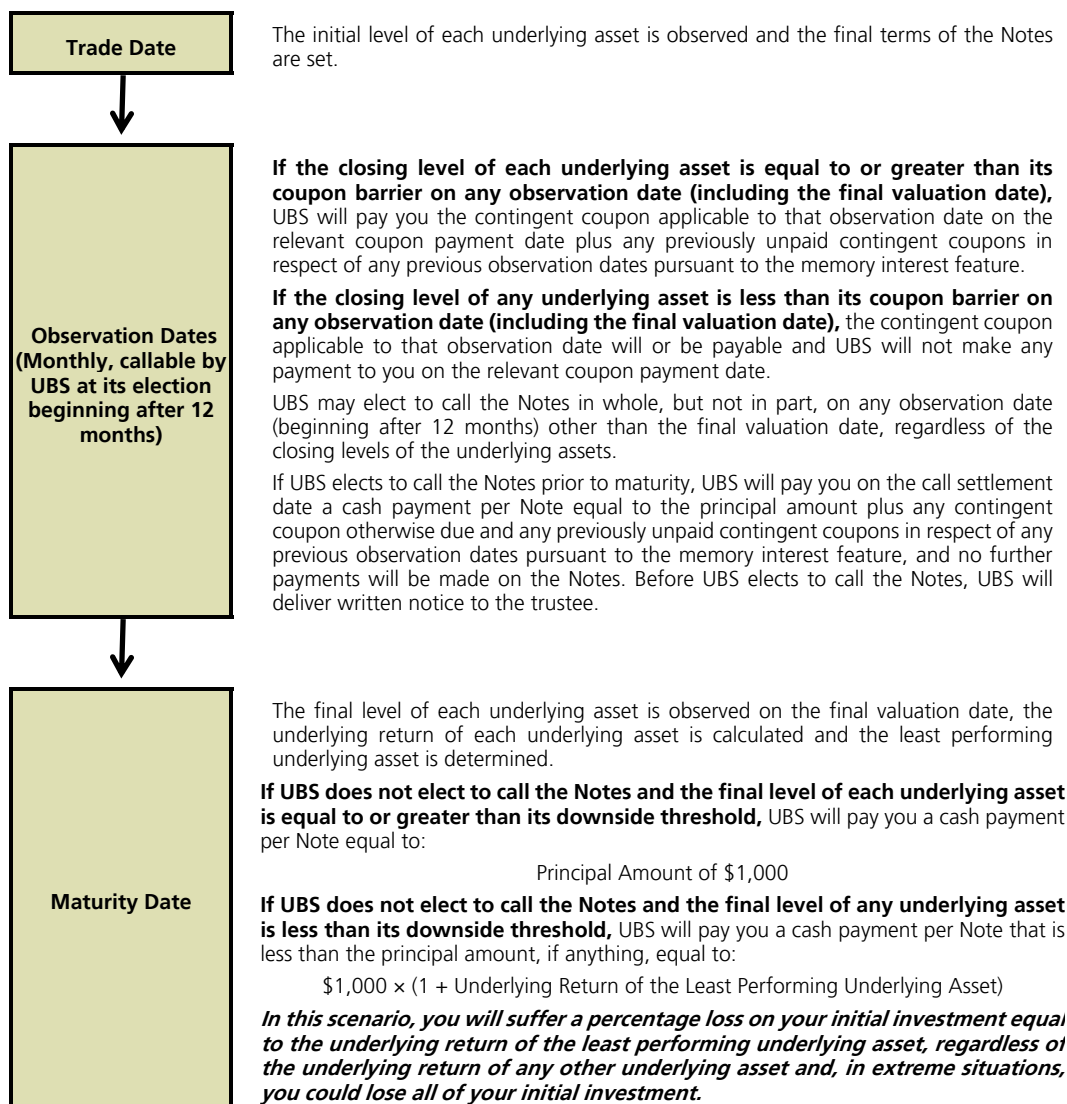 Trade Date
The initial level of each underlying asset is observed and the final terms of the Notes
are set.
Observation Dates
(Monthly, callable by
UBS at its election
beginning after 12
months)
If the closing level of each underlying asset is equal to or greater than its
coupon barrier on any observation date (including the final valuation date),
UBS will pay you the contingent coupon applicable to that observation date on the
relevant coupon payment date plus any previously unpaid contingent coupons in
respect of any previous observation dates pursuant to the memory interest feature.
If the closing level of any underlying asset is less than its coupon barrier on
any observation date (including the final valuation date), the contingent coupon
applicable to that observation date will or be payable and UBS will not make any
payment to you on the relevant coupon payment date.
UBS may elect to call the Notes in whole, but not in part, on any observation date
(beginning after 12 months) other than the final valuation date, regardless of the
closing levels of the underlying assets.
If UBS elects to call the Notes prior to maturity, UBS will pay you on the call settlement
date a cash payment per Note equal to the principal amount plus any contingent
coupon otherwise due and any previously unpaid contingent coupons in respect of any
previous observation dates pursuant to the memory interest feature, and no further
payments will be made on the Notes. Before UBS elects to call the Notes, UBS will
deliver written notice to the trustee.
Maturity Date
The final level of each underlying asset is observed on the final valuation date, the
underlying return of each underlying asset is calculated and the least performing
underlying asset is determined.
If UBS does not elect to call the Notes and the final level of each underlying asset
is equal to or greater than its downside threshold, UBS will pay you a cash payment
per Note equal to:
Principal Amount of $1,000
If UBS does not elect to call the Notes and the final level of any underlying asset
is less than its downside threshold, UBS will pay you a cash payment per Note that is
less than the principal amount, if anything, equal to:
$1,000 × (1 + Underlying Return of the Least Performing Underlying Asset)
In this scenario, you will suffer a percentage loss on your initial investment equal
to the underlying return of the least performing underlying asset, regardless of
the underlying return of any other underlying asset and, in extreme situations,
you could lose all of your initial investment.